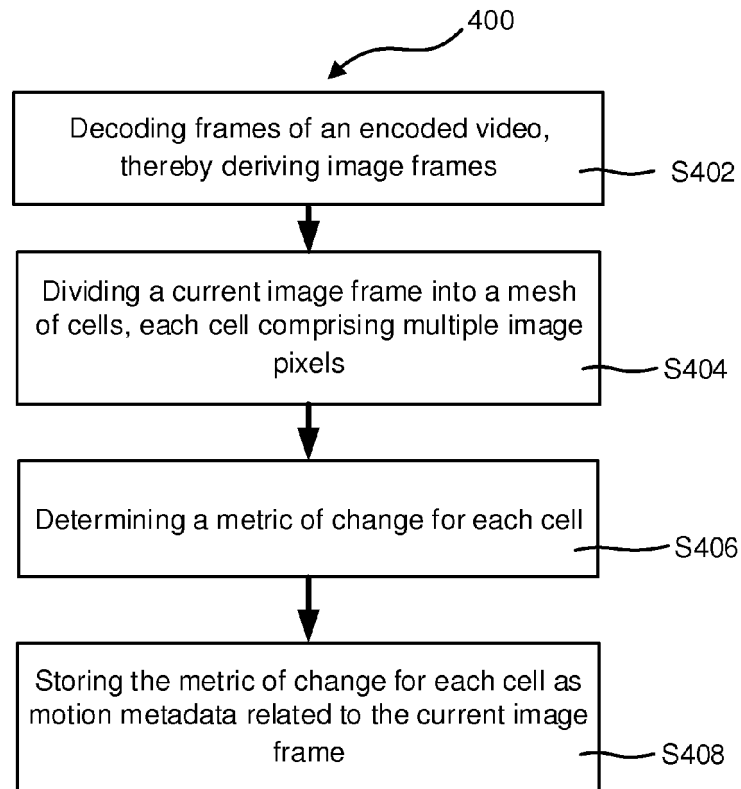 400
Decoding frames of an encoded video,
thereby deriving image frames
S402
Dividing a current image frame into a mesh
of cells, each cell comprising multiple image
pixels
S404
Determining a metric of change for each cell
S406
Storing the metric of change for each cell as
motion metadata related to the current image
frame
S408